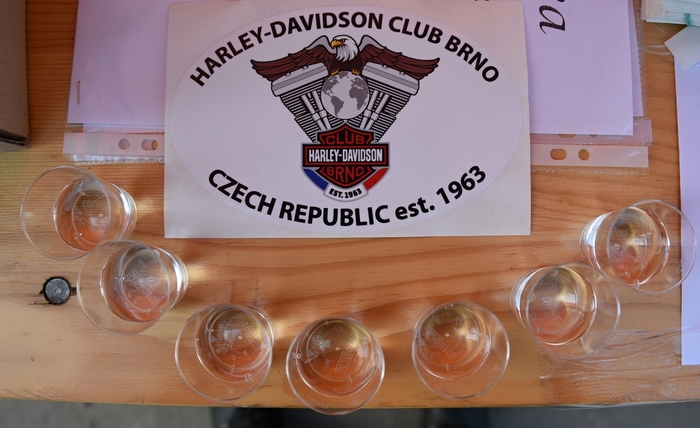 HARLEY-DAVIDSON CLUB BRNO
CLUB
HARLEY-DAVIDSON
BRNO
EST. 1963
CZECH REPUBLIC est. 1963